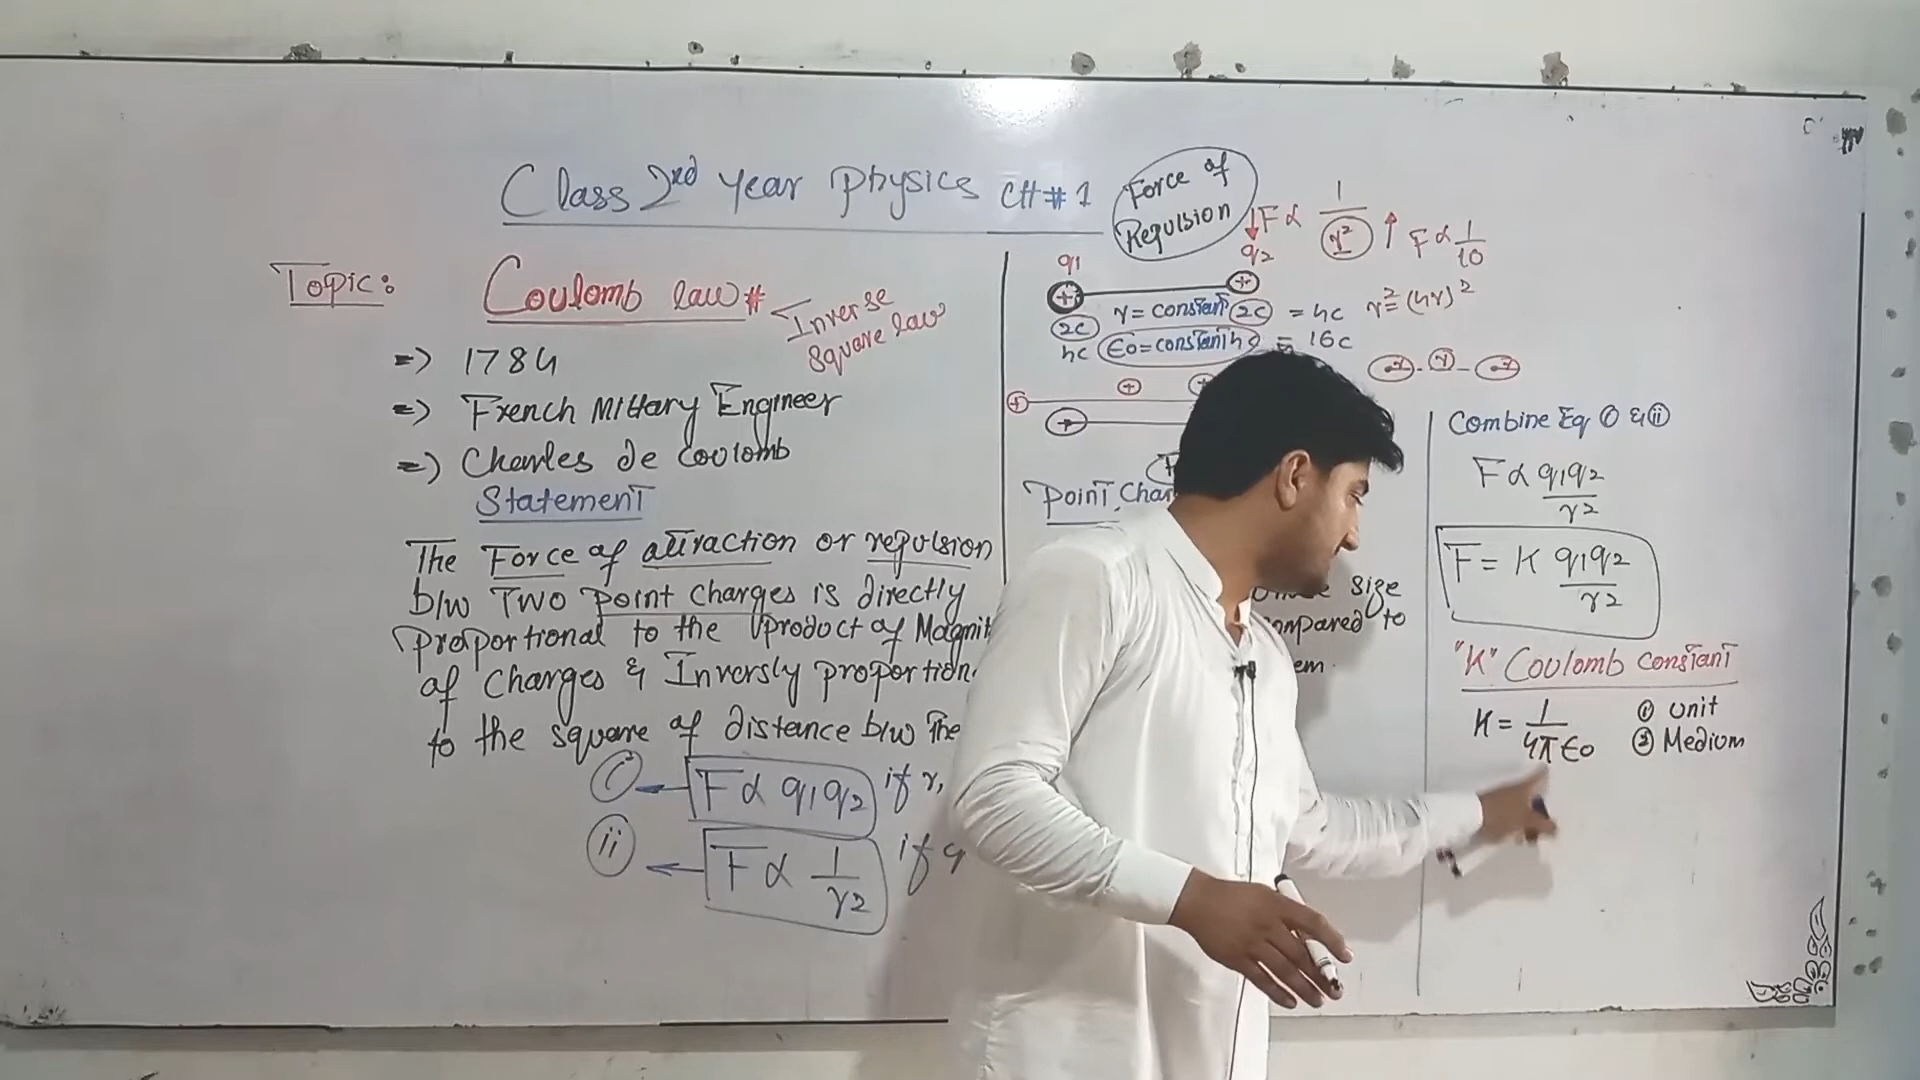 Class 2nd Year Physics CH#1
Topic:
Coulomb law#
Inverse
Square law
=> 1784
=> French Military Engineer
=> Charles de Coulomb
Statement
The Force of attraction or repulsion
b/w Two Point Charges is directly
proportional to the product of Magnit
of Charges & Inversly proportion
to the square of distance b/w The
i ← F ∝ q1q2 if r,
ii ← F ∝ 1/r2 if q
Force of
Repulsion
↓F ∝ 1/r² ↑ F ∝ 1/10
q1 q2
+ +
r = constant
2c 2c = 4c r² = (4r)²
4c ε0 = constant 4c = 16c
+ + +
+
Point Char
size
compared to
em.
Combine Eq i & ii
F ∝ q1q2/r2
F = K q1q2/r2
"K" Coulomb Constant
K = 1/4πε0
① Unit
② Medium